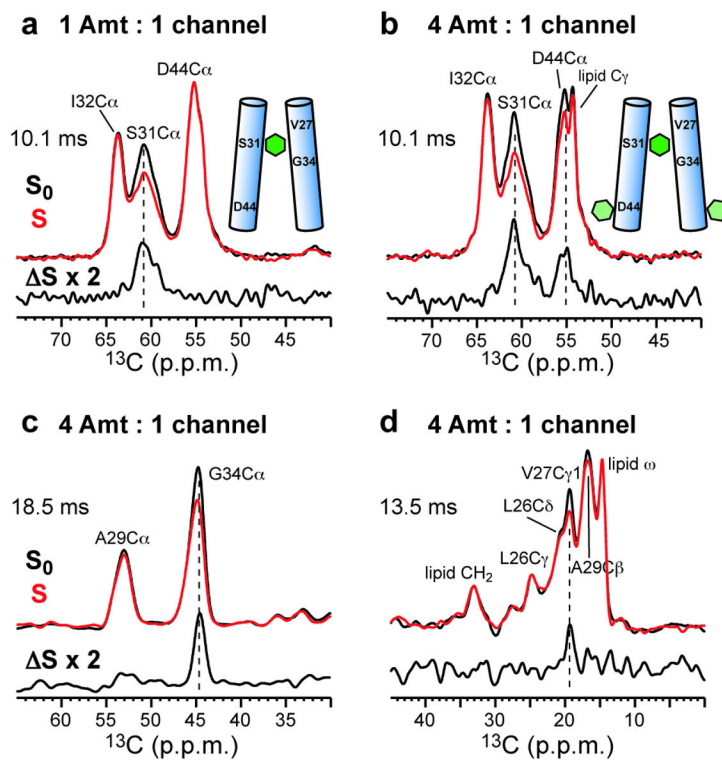 a 1 Amt : 1 channel
10.1 ms
I32Cα
S31Cα
D44Cα
S31
D44
V27
G34
S₀
S
ΔS x 2
70 65 60 55 50 45
¹³C (p.p.m.)
b 4 Amt : 1 channel
10.1 ms
I32Cα
S31Cα
D44Cα
lipid Cγ
S31
D44
V27
G34
70 65 60 55 50 45
¹³C (p.p.m.)
c 4 Amt : 1 channel
18.5 ms
A29Cα
G34Cα
S₀
S
ΔS x 2
60 55 50 45 40 35 30
¹³C (p.p.m.)
d 4 Amt : 1 channel
13.5 ms
lipid CH₂
L26Cγ
L26Cδ
V27Cγ1
A29Cβ
lipid ω
40 30 20 10 0
¹³C (p.p.m.)